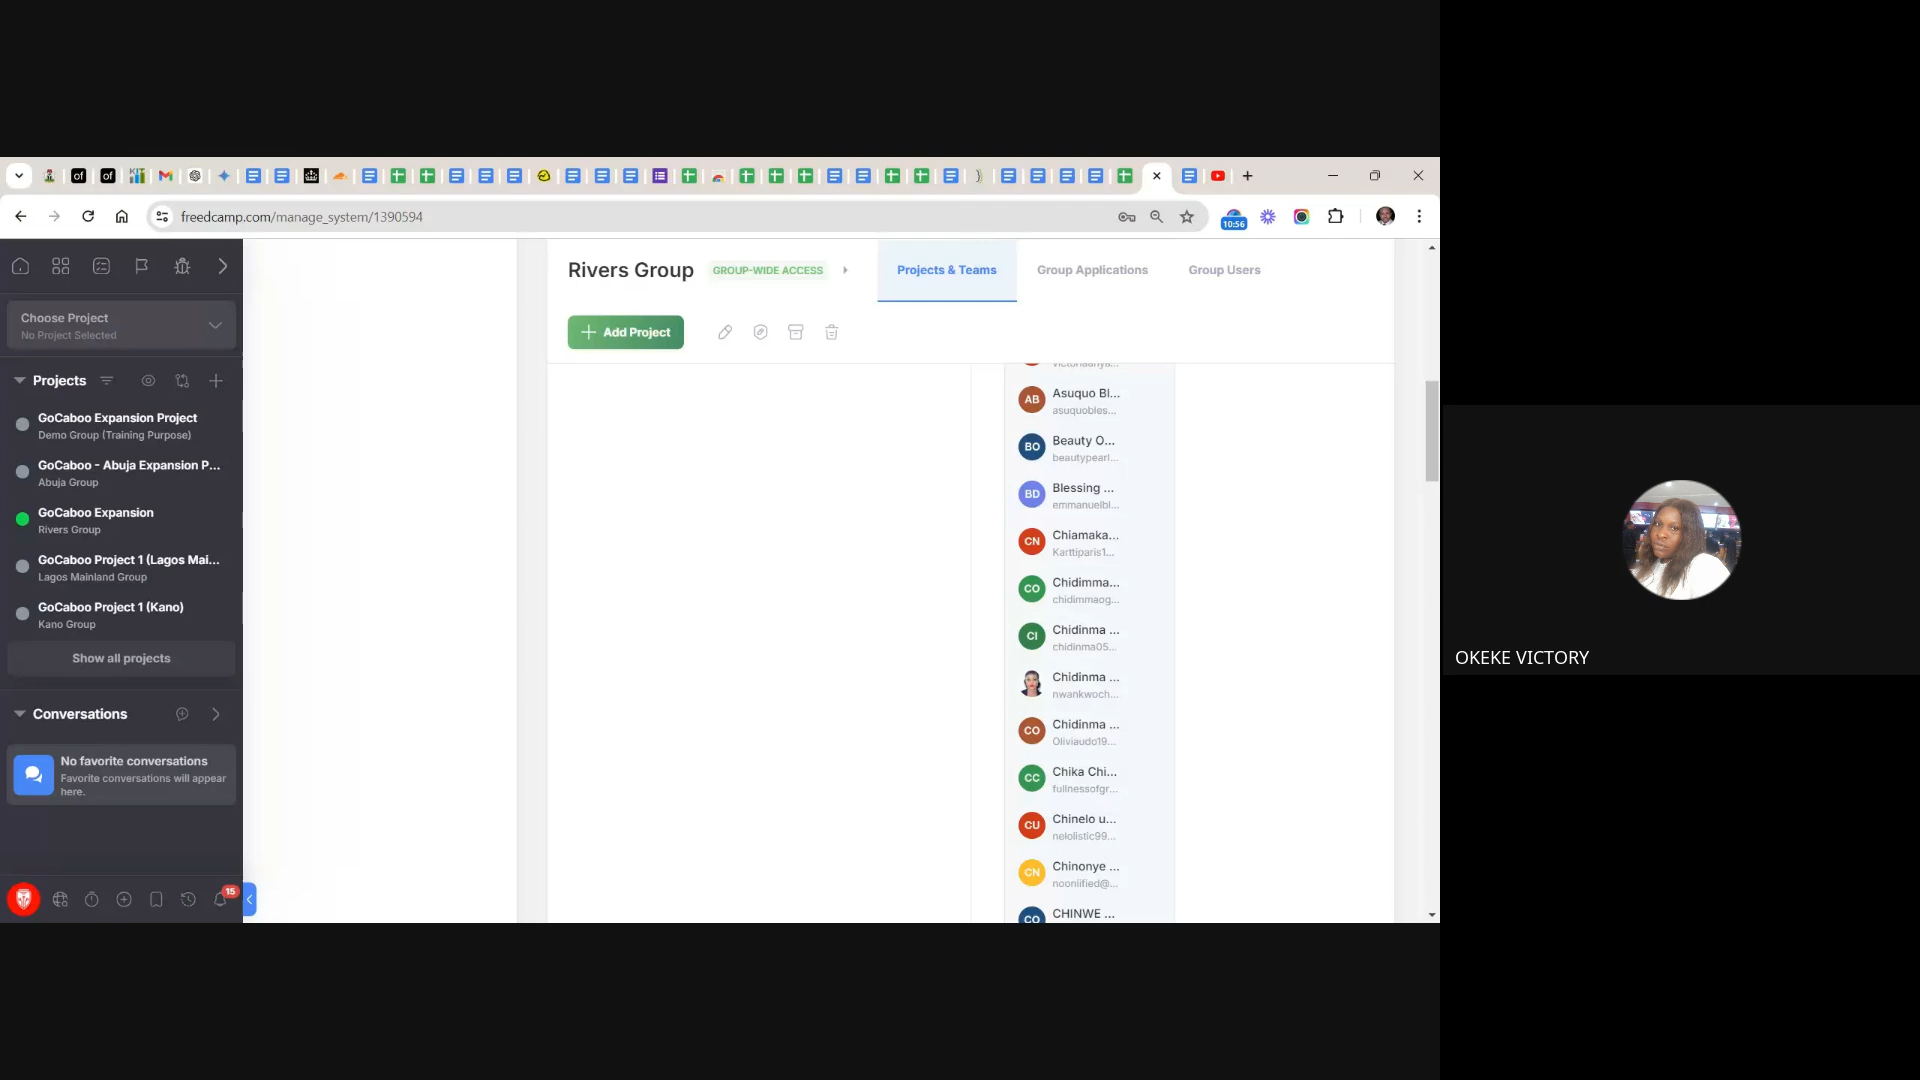 freedcamp.com/manage_system/1390594
10:56
Choose Project
No Project Selected
Projects
GoCaboo Expansion Project
Demo Group (Training Purpose)
GoCaboo - Abuja Expansion P...
Abuja Group
GoCaboo Expansion
Rivers Group
GoCaboo Project 1 (Lagos Mai...
Lagos Mainland Group
GoCaboo Project 1 (Kano)
Kano Group
Show all projects
Conversations
No favorite conversations
Favorite conversations will appear
here.
15
Rivers Group
GROUP-WIDE ACCESS
Projects & Teams
Group Applications
Group Users
Add Project
AB
Asuquo Bl...
asuquobles...
BO
Beauty O...
beautypearl...
BD
Blessing ...
emmanuelbl...
CN
Chiamaka...
Karttiparis1...
CO
Chidimma...
chidimmaog...
CI
Chidinma ...
chidinma05...
Chidinma ...
nwankwoch...
CO
Chidinma ...
Oliviaudo19...
CC
Chika Chi...
fullnessofgr...
CU
Chinelo u...
nelolistic99...
CN
Chinonye ...
nooniified@...
CO
CHINWE ...
OKEKE VICTORY